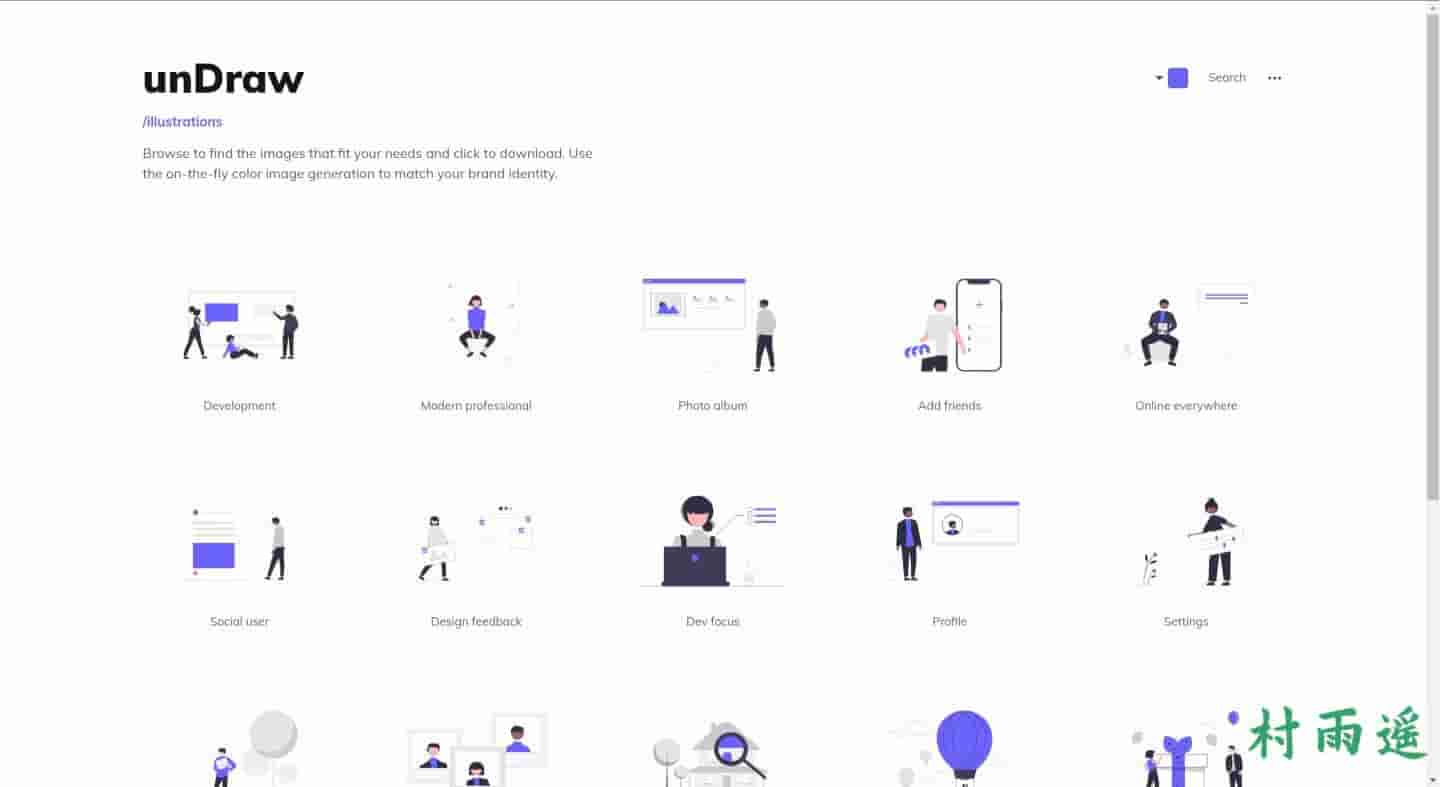 unDraw
Search
/illustrations
Browse to find the images that fit your needs and click to download. Use
the on-the-fly color image generation to match your brand identity.
Development
Modern professional
Photo album
Add friends
Online everywhere
Social user
Design feedback
Dev focus
Profile
Settings
村雨遥